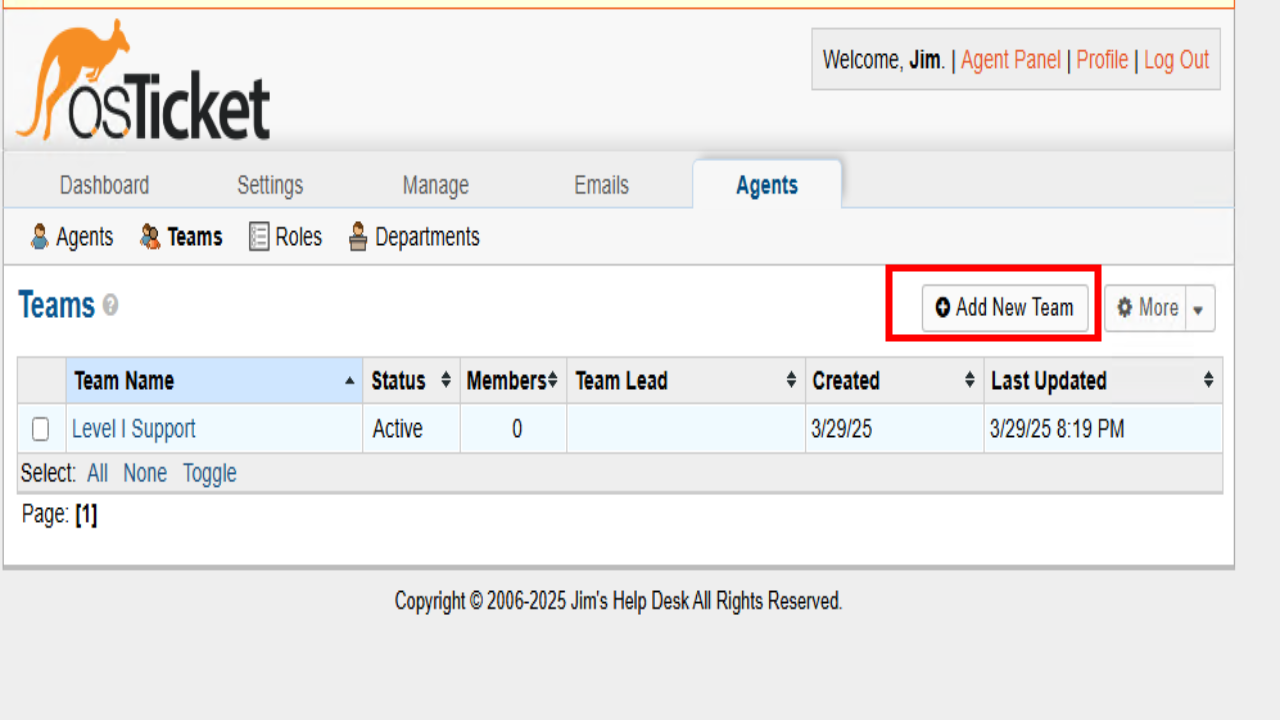 osTicket
Welcome, Jim. | Agent Panel | Profile | Log Out
Dashboard Settings Manage Emails Agents
Agents Teams Roles Departments
Teams ?
Add New Team More
Team Name Status Members Team Lead Created Last Updated
Level I Support Active 0 3/29/25 3/29/25 8:19 PM
Select: All None Toggle
Page: [1]
Copyright © 2006-2025 Jim's Help Desk All Rights Reserved.